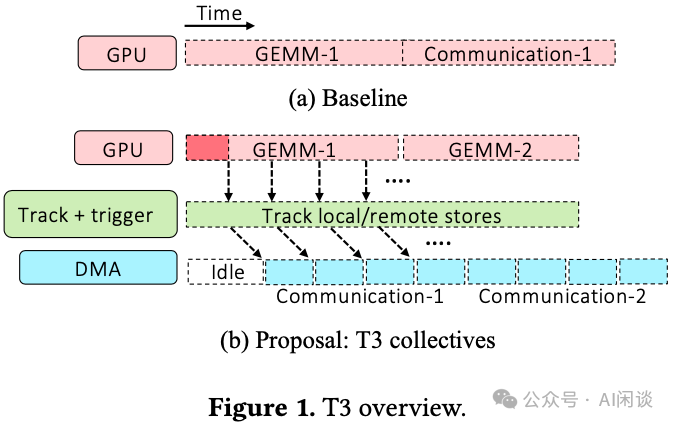 Time
GPU
GEMM-1
Communication-1
(a) Baseline
GPU
GEMM-1
GEMM-2
....
Track + trigger
Track local/remote stores
....
DMA
Idle
Communication-1
Communication-2
(b) Proposal: T3 collectives
Figure 1. T3 overview.
公众号 · AI闲谈